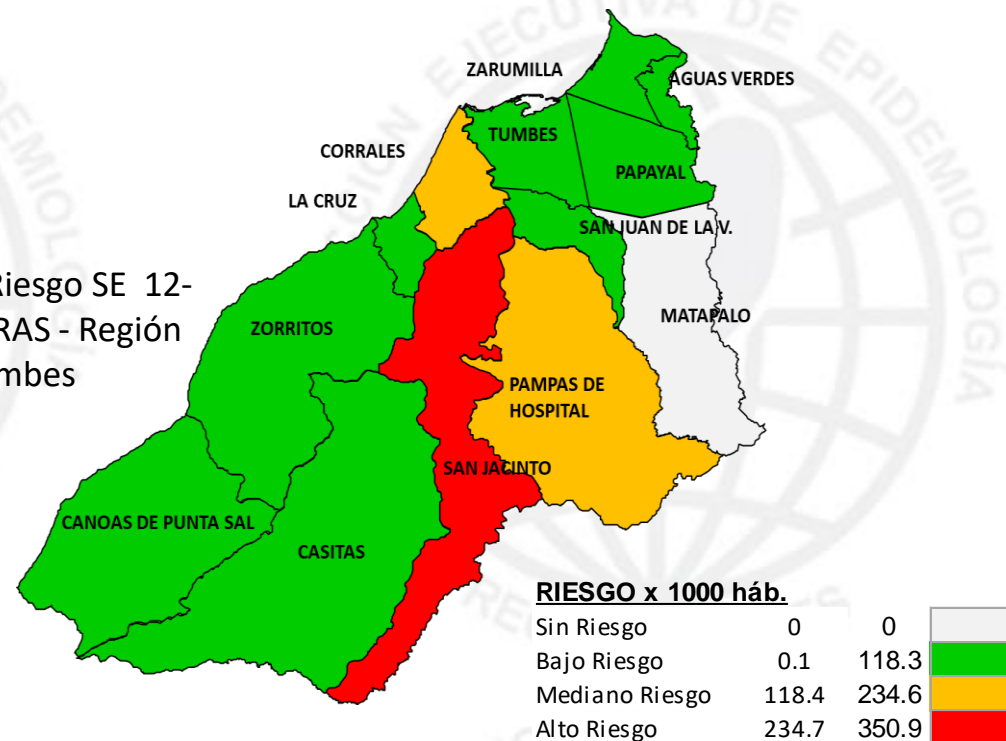 ZARUMILLA
AGUAS VERDES
TUMBES
CORRALES
PAPAYAL
LA CRUZ
SAN JUAN DE LA V.
Riesgo SE 12-
RAS - Región
mbes
MATAPALO
ZORRITOS
PAMPAS DE
HOSPITAL
SAN JACINTO
CANOAS DE PUNTA SAL
CASITAS
RIESGO x 1000 háb.
Sin Riesgo 0 0
Bajo Riesgo 0.1 118.3
Mediano Riesgo 118.4 234.6
Alto Riesgo 234.7 350.9